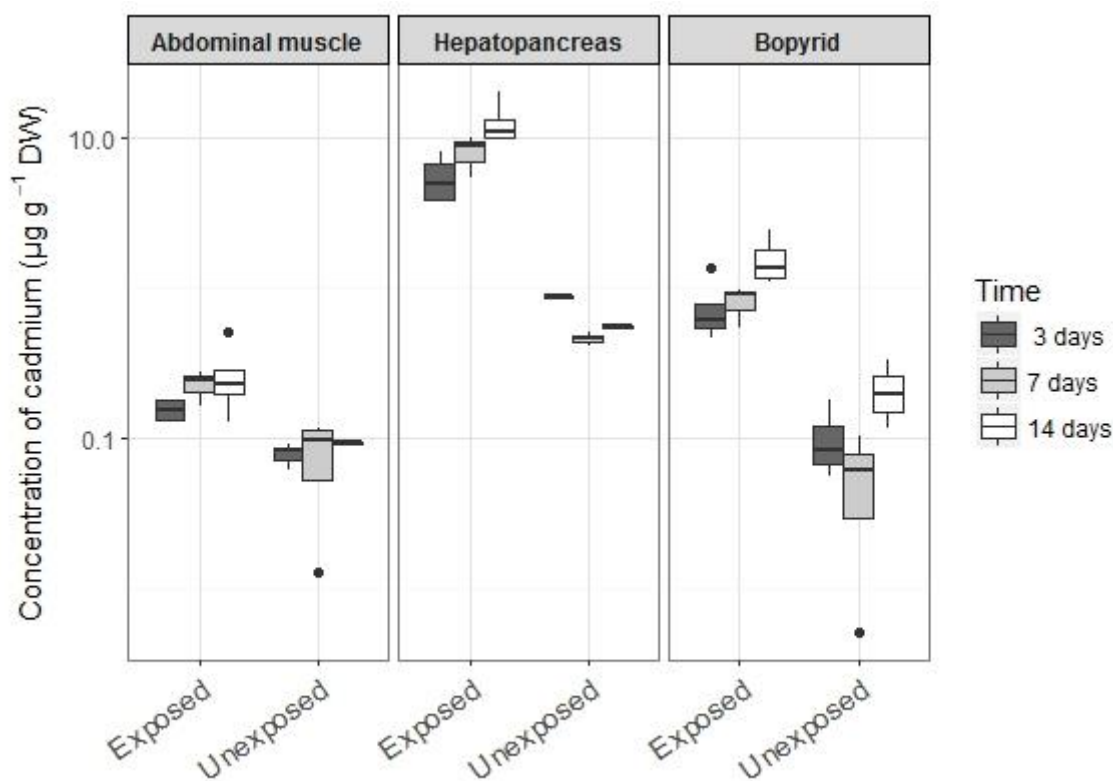 Abdominal muscle
Hepatopancreas
Bopyrid
Concentration of cadmium (µg g⁻¹ DW)
10.0
0.1
Exposed
Unexposed
Exposed
Unexposed
Exposed
Unexposed
Time
3 days
7 days
14 days